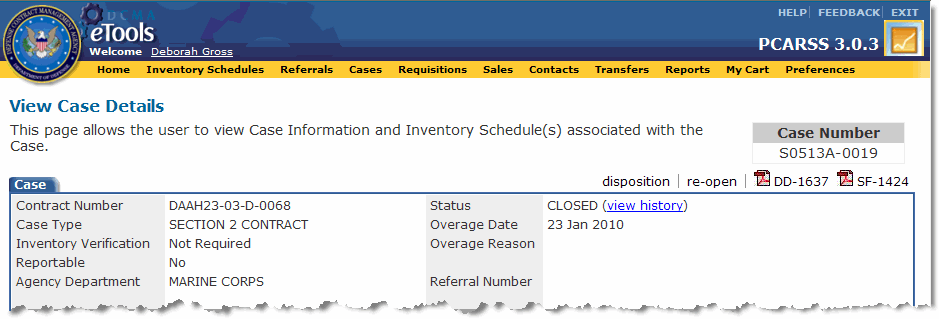 HELP | FEEDBACK | EXIT
DCMA
eTools
Welcome Deborah Gross
PCARSS 3.0.3
Home Inventory Schedules Referrals Cases Requisitions Sales Contacts Transfers Reports My Cart Preferences
View Case Details
This page allows the user to view Case Information and Inventory Schedule(s) associated with the
Case.
Case Number
S0513A-0019
Case
disposition | re-open | DD-1637 SF-1424
Contract Number DAAH23-03-D-0068 Status CLOSED (view history)
Case Type SECTION 2 CONTRACT Overage Date 23 Jan 2010
Inventory Verification Not Required Overage Reason
Reportable No
Agency Department MARINE CORPS Referral Number